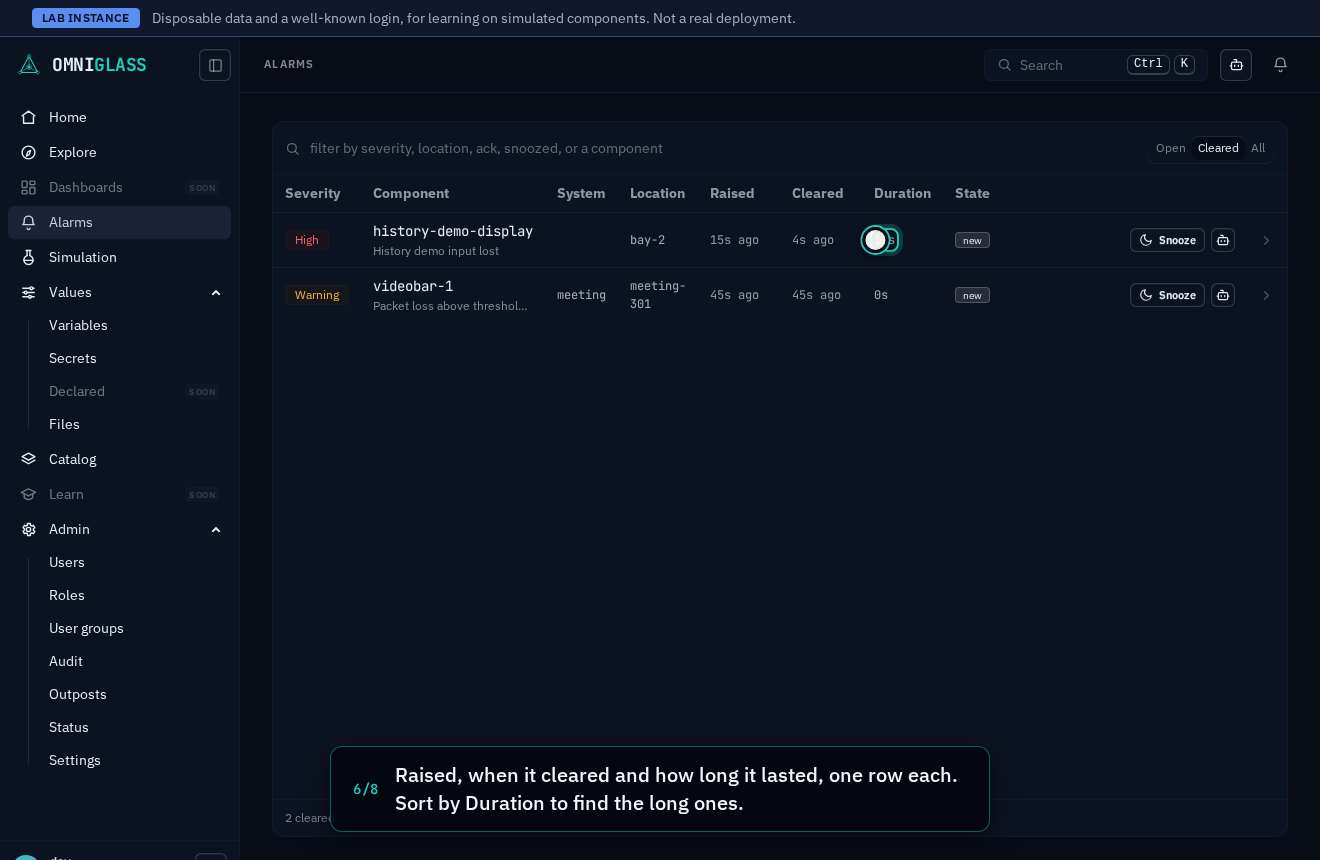 LAB INSTANCE Disposable data and a well-known login, for learning on simulated components. Not a real deployment.
OMNIGLASS
ALARMS
Search Ctrl K
Home
Explore
Dashboards SOON
Alarms
Simulation
Values
Variables
Secrets
Declared SOON
Files
Catalog
Learn SOON
Admin
Users
Roles
User groups
Audit
Outposts
Status
Settings
filter by severity, location, ack, snoozed, or a component
Open Cleared All
Severity Component System Location Raised Cleared Duration State
High history-demo-display bay-2 15s ago 4s ago new Snooze
History demo input lost
Warning videobar-1 meeting meeting-301 45s ago 45s ago 0s new Snooze
Packet loss above threshol…
6/8 Raised, when it cleared and how long it lasted, one row each.
Sort by Duration to find the long ones.
2 cleared